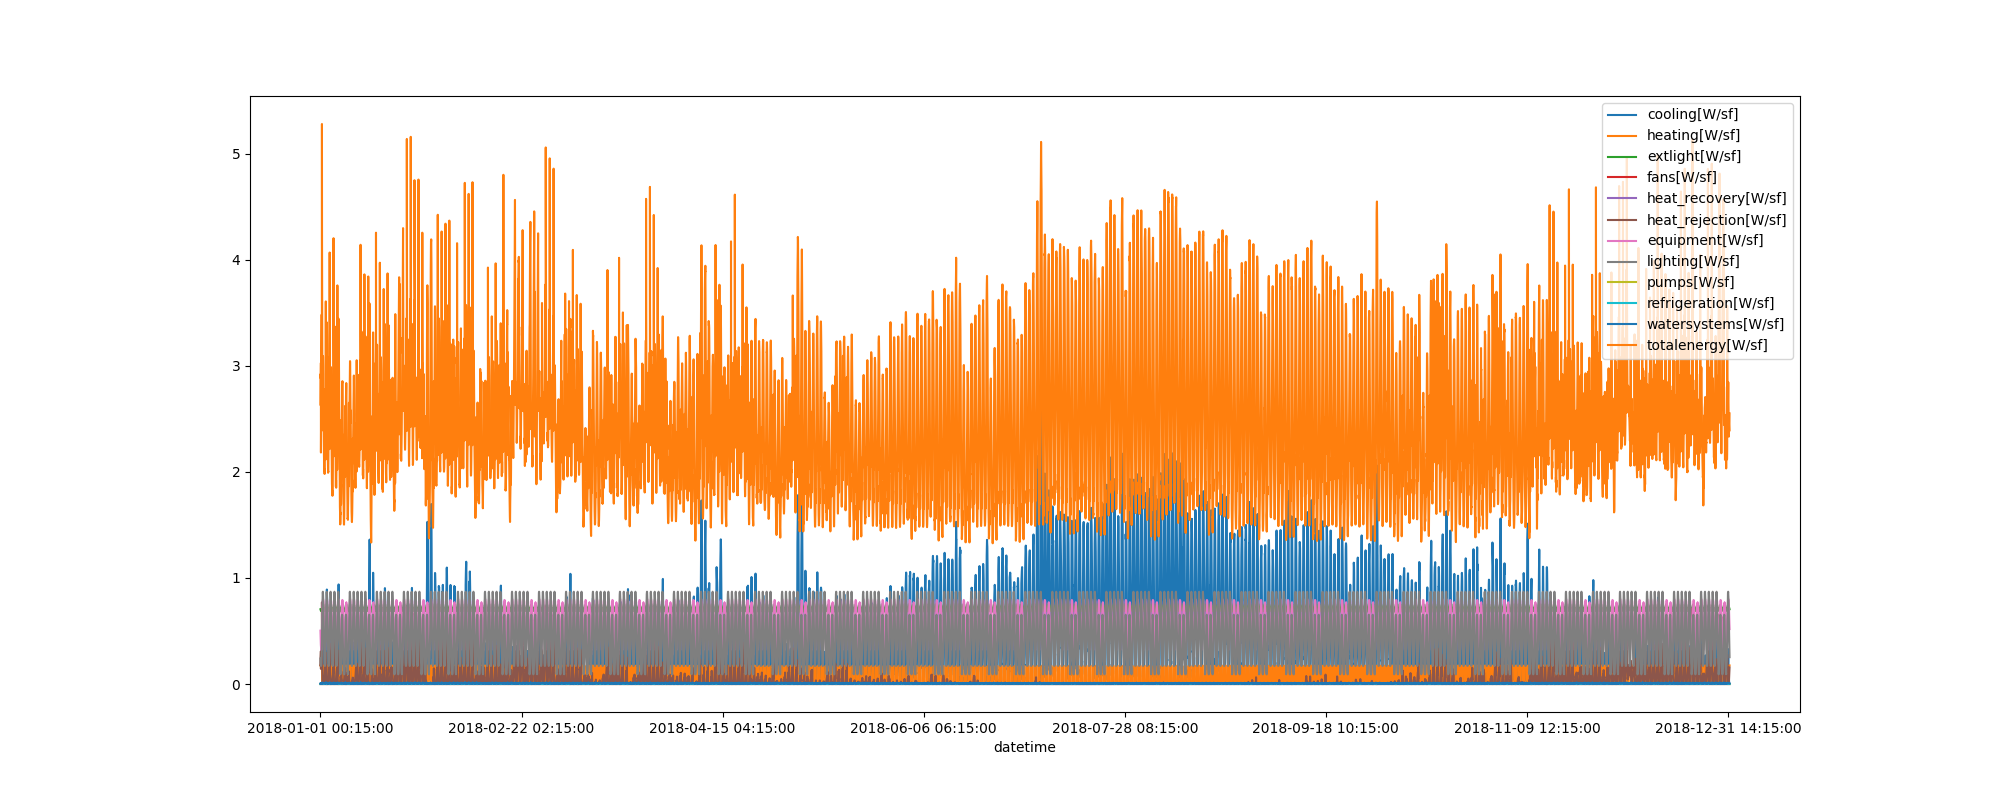 5
4
3
2
1
0
cooling[W/sf]
heating[W/sf]
extlight[W/sf]
fans[W/sf]
heat_recovery[W/sf]
heat_rejection[W/sf]
equipment[W/sf]
lighting[W/sf]
pumps[W/sf]
refrigeration[W/sf]
watersystems[W/sf]
totalenergy[W/sf]
2018-01-01 00:15:00 2018-02-22 02:15:00 2018-04-15 04:15:00 2018-06-06 06:15:00 2018-07-28 08:15:00 2018-09-18 10:15:00 2018-11-09 12:15:00 2018-12-31 14:15:00
datetime